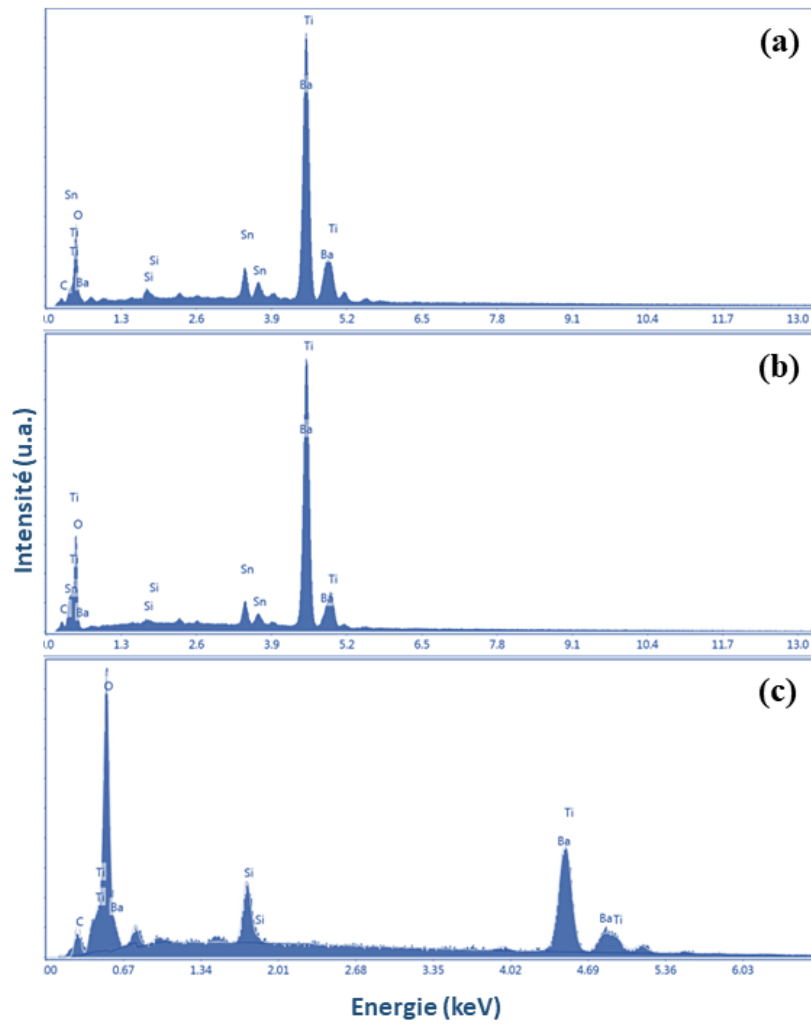 Ti
(a)
Ba
Sn
O
Ti
Ti
C
Ba
Si
Si
Sn
Sn
Ti
Ba
.0 1.3 2.6 3.9 5.2 6.5 7.8 9.1 10.4 11.7 13.0
Ti
(b)
Ba
Ti
O
Ti
Sn
C
Ba
Si
Si
Sn
Sn
Ti
Ba
.0 1.3 2.6 3.9 5.2 6.5 7.8 9.1 10.4 11.7 13.0
Intensité (u.a.)
(c)
O
Ti
Ti
Ba
C
Si
Si
Ti
Ba
Ba Ti
.00 0.67 1.34 2.01 2.68 3.35 4.02 4.69 5.36 6.03
Energie (keV)